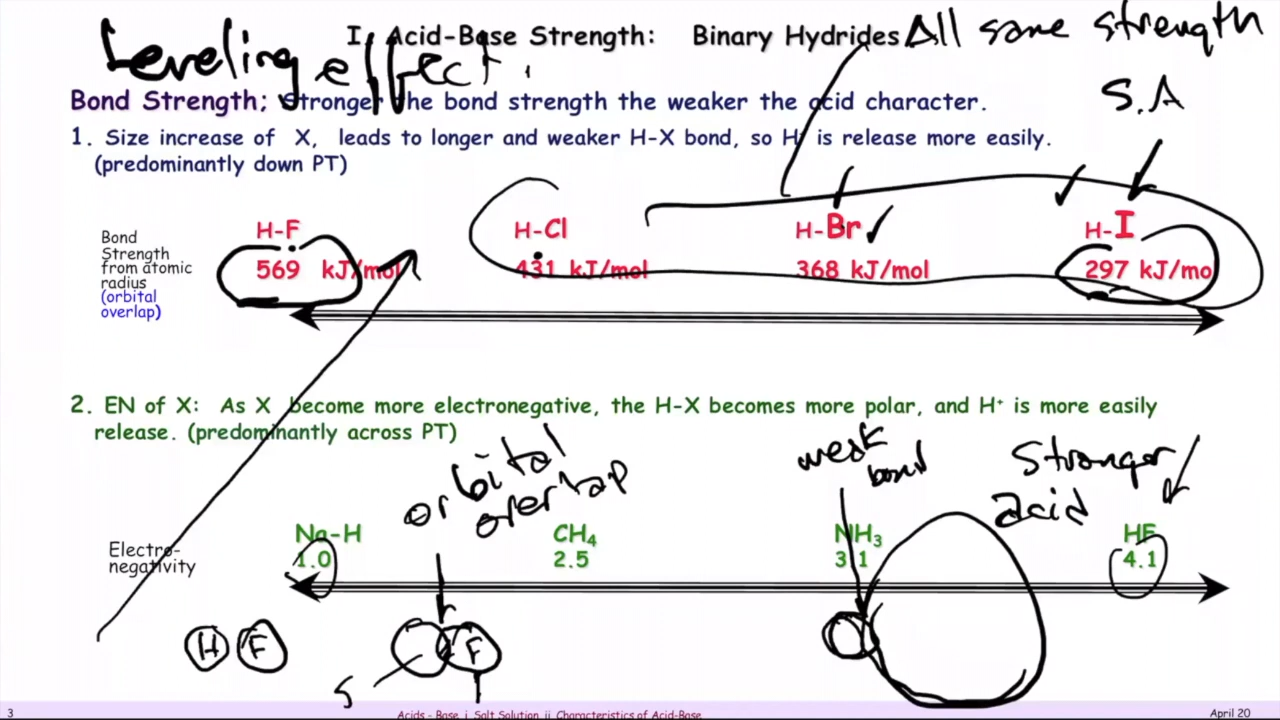 Leveling effect
I. Acid-Base Strength: Binary Hydrides
All same strength
S.A
Bond Strength; Stronger the bond strength the weaker the acid character.
1. Size increase of X, leads to longer and weaker H-X bond, so H+ is release more easily.
(predominantly down PT)
Bond
Strength
from atomic
radius
(orbital
overlap)
H-F H-Cl H-Br H-I
569 kJ/mol 431 kJ/mol 368 kJ/mol 297 kJ/mol
2. EN of X: As X become more electronegative, the H-X becomes more polar, and H+ is more easily
release. (predominantly across PT)
orbital
overlap
weak
bond
Stronger
acid
Electro-
negativity
Na-H CH4 NH3 HF
1.0 2.5 3.1 4.1
H F F
S
3 Acids - Base i Salt Solution ii Characteristics of Acid-Base April 20